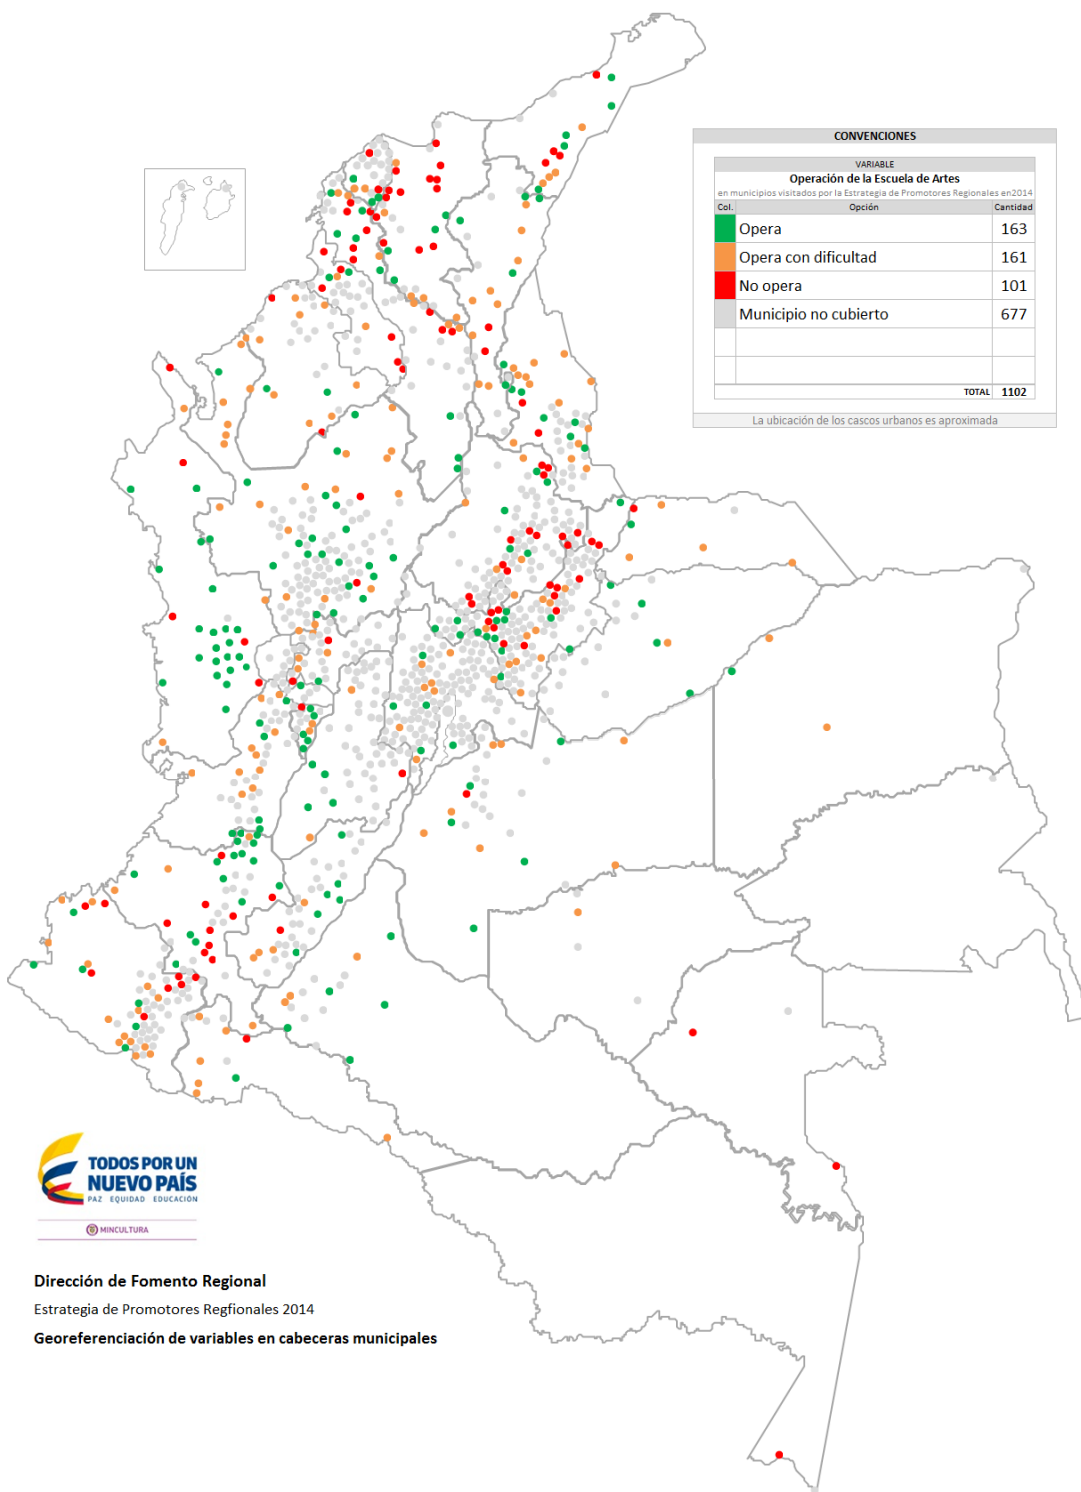 CONVENCIONES
VARIABLE
Operación de la Escuela de Artes
en municipios visitados por la Estrategia de Promotores Regionales en2014
Col. Opción Cantidad
Opera 163
Opera con dificultad 161
No opera 101
Municipio no cubierto 677
TOTAL 1102
La ubicación de los cascos urbanos es aproximada
TODOS POR UN
NUEVO PAÍS
PAZ EQUIDAD EDUCACIÓN
MINCULTURA
Dirección de Fomento Regional
Estrategia de Promotores Regfionales 2014
Georeferenciación de variables en cabeceras municipales